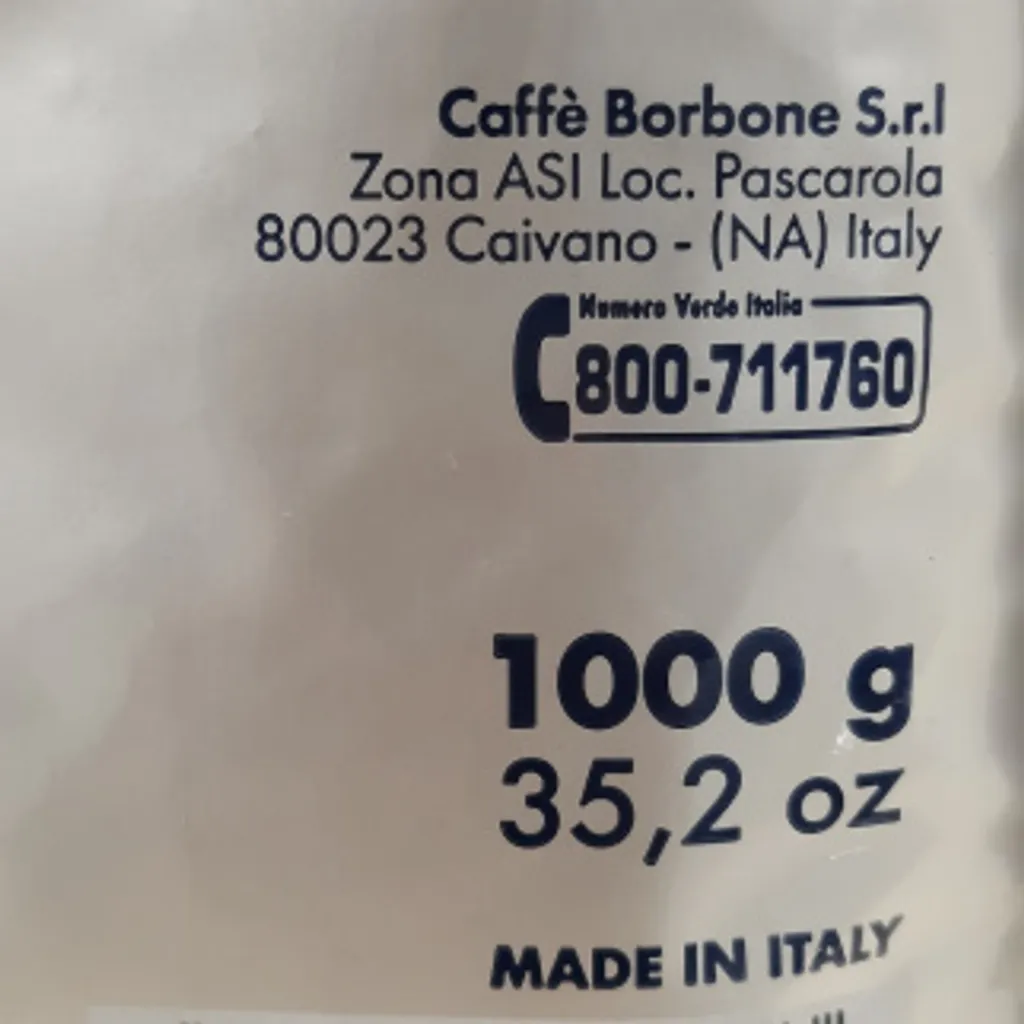 Caffè Borbone S.r.l
Zona ASI Loc. Pascarola
80023 Caivano - (NA) Italy
Numero Verde Italia
800-711760
1000 g
35,2 oz
MADE IN ITALY